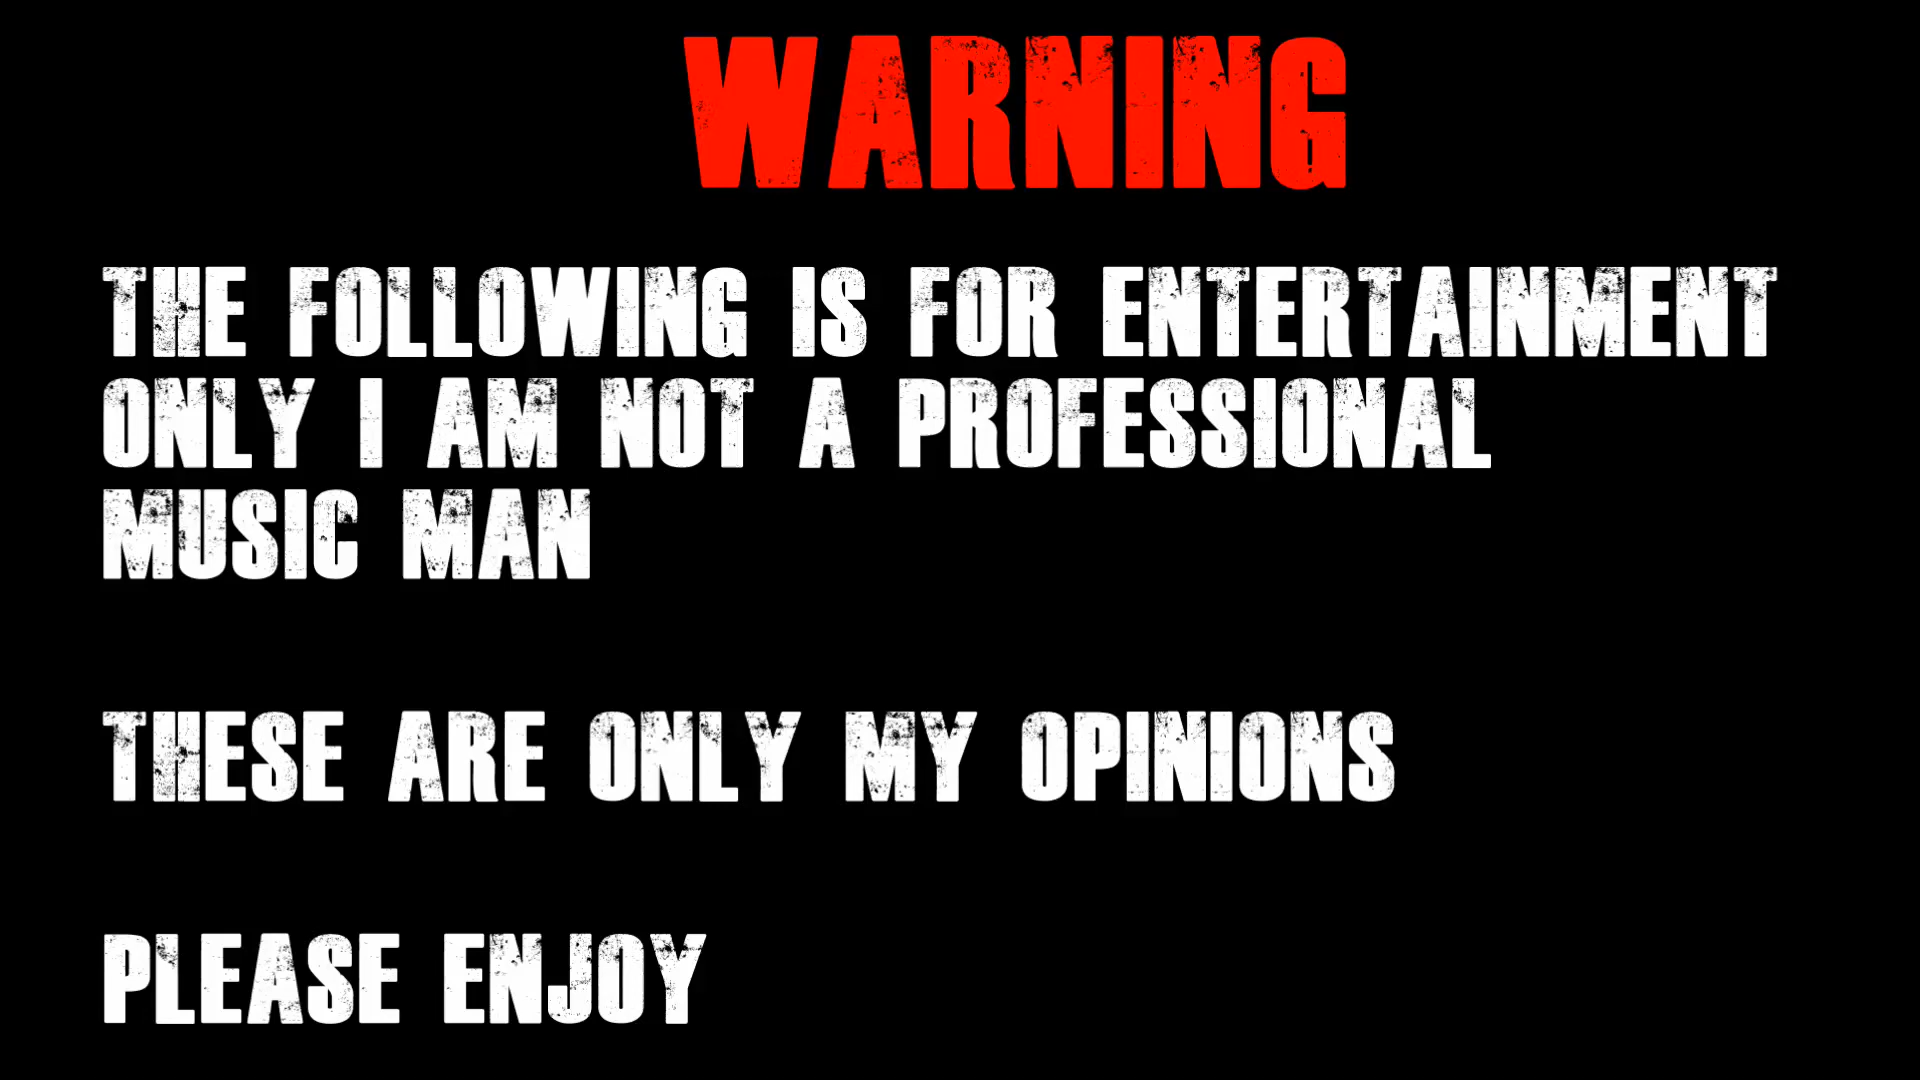 WARNING
THE FOLLOWING IS FOR ENTERTAINMENT
ONLY I AM NOT A PROFESSIONAL
MUSIC MAN
THESE ARE ONLY MY OPINIONS
PLEASE ENJOY